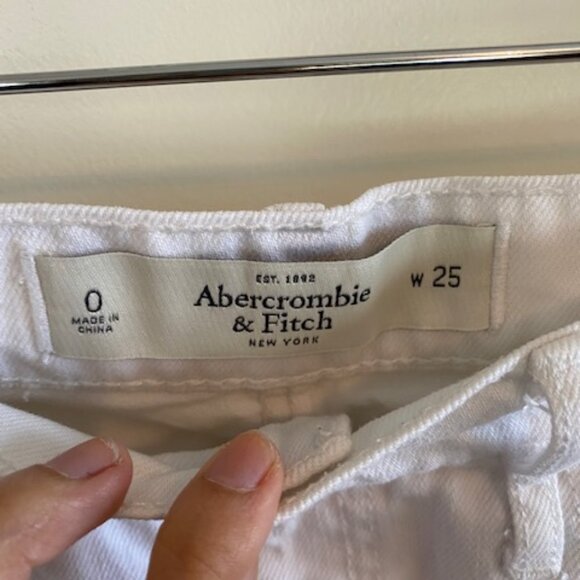 0
MADE IN
CHINA
EST. 1892
Abercrombie
& Fitch
NEW YORK
W 25